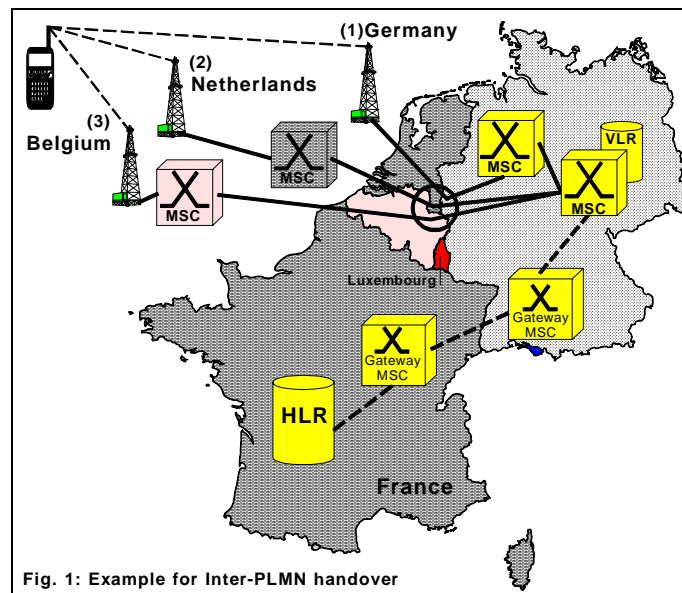 (1)Germany
(2)
Netherlands
(3)
Belgium
MSC
MSC
MSC
VLR
MSC
Luxembourg
Gateway
MSC
Gateway
MSC
HLR
France
Fig. 1: Example for Inter-PLMN handover